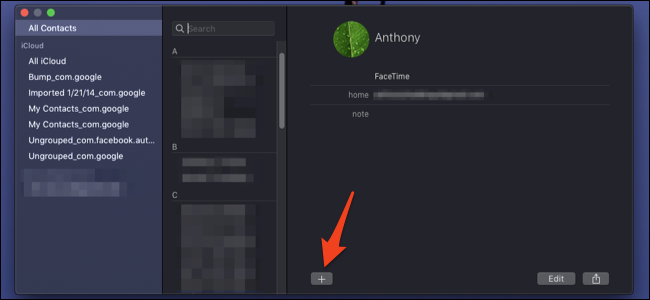 All Contacts
iCloud
All iCloud
Bump_com.google
Imported 1/21/14_com.google
My Contacts_com.google
My Contacts_com.google
Ungrouped_com.facebook.aut...
Ungrouped_com.google
Search
A
B
C
Anthony
FaceTime
home
note
+
Edit